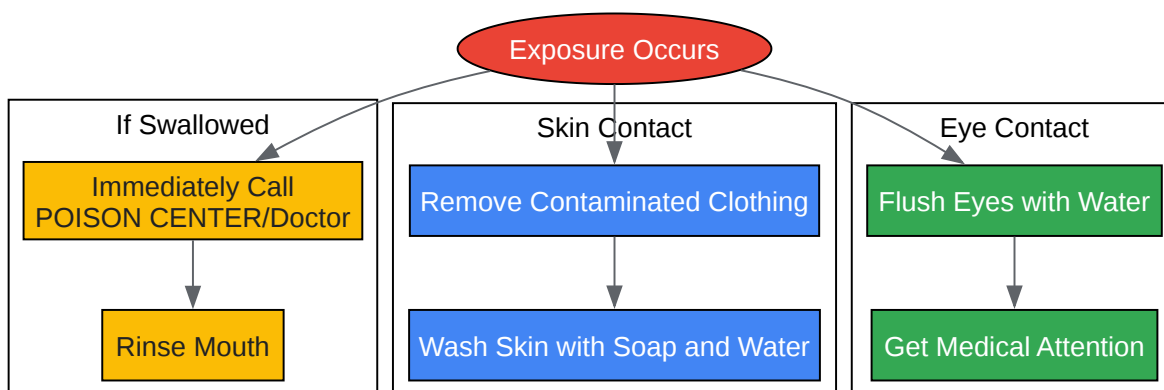 Exposure Occurs
If Swallowed
Immediately Call
POISON CENTER/Doctor
Rinse Mouth
Skin Contact
Remove Contaminated Clothing
Wash Skin with Soap and Water
Eye Contact
Flush Eyes with Water
Get Medical Attention